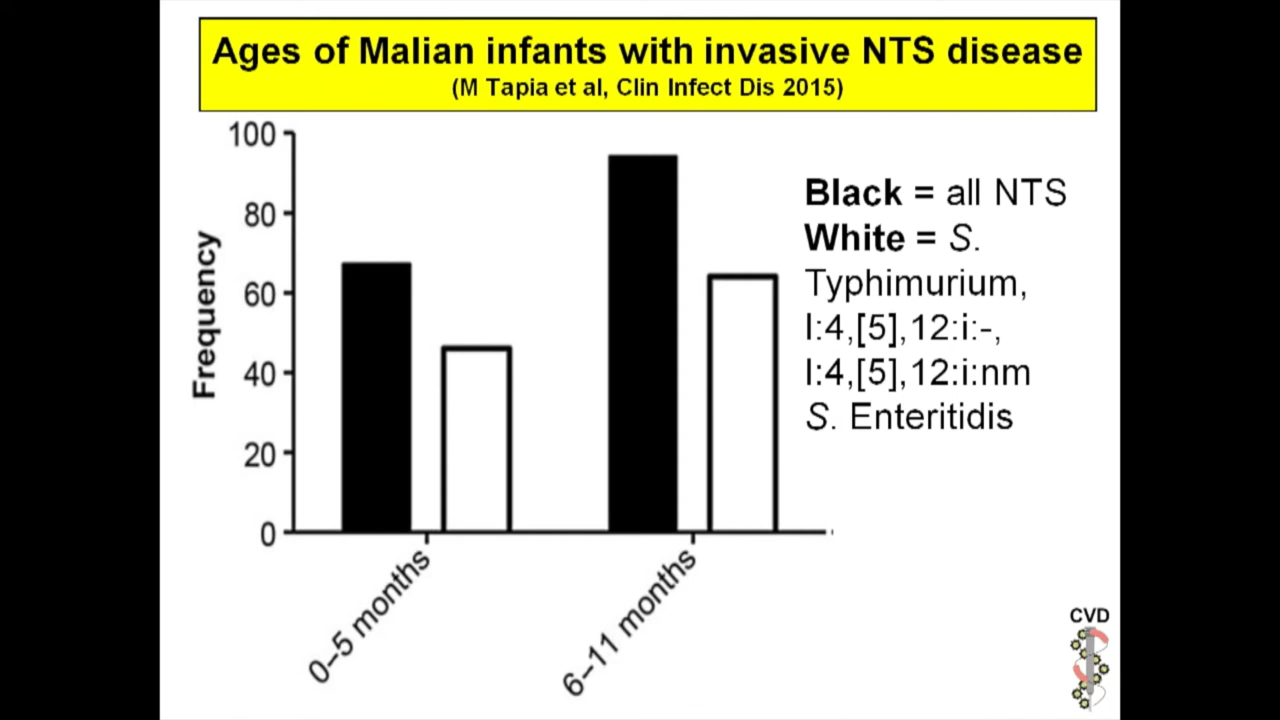 Ages of Malian infants with invasive NTS disease
(M Tapia et al, Clin Infect Dis 2015)
100
80
60
40
20
0
Frequency
0–5 months
6–11 months
Black = all NTS
White = S.
Typhimurium,
I:4,[5],12:i:-,
I:4,[5],12:i:nm
S. Enteritidis
CVD